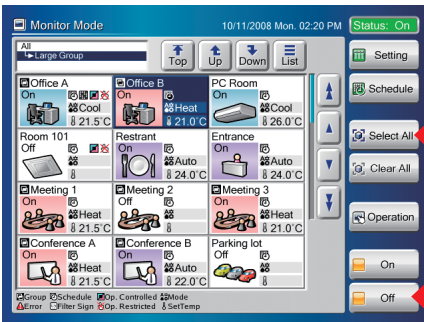 Monitor Mode 10/11/2008 Mon. 02:20 PM Status: On
All
Large Group
Top Up Down List
Setting
Schedule
Select All
Clear All
Operation
On
Off
Office A
On
Cool
21.5°C
Office B
On
Heat
21.0°C
PC Room
On
Cool
26.0°C
Room 101
Off
Restrant
On
Auto
24.0°C
Entrance
On
Auto
24.0°C
Meeting 1
On
Heat
21.5°C
Meeting 2
Off
Meeting 3
On
Heat
21.0°C
Conference A
On
Heat
21.5°C
Conference B
On
Auto
22.0°C
Parking lot
Off
Group Schedule Op. Controlled Mode
Error Filter Sign Op. Restricted SetTemp